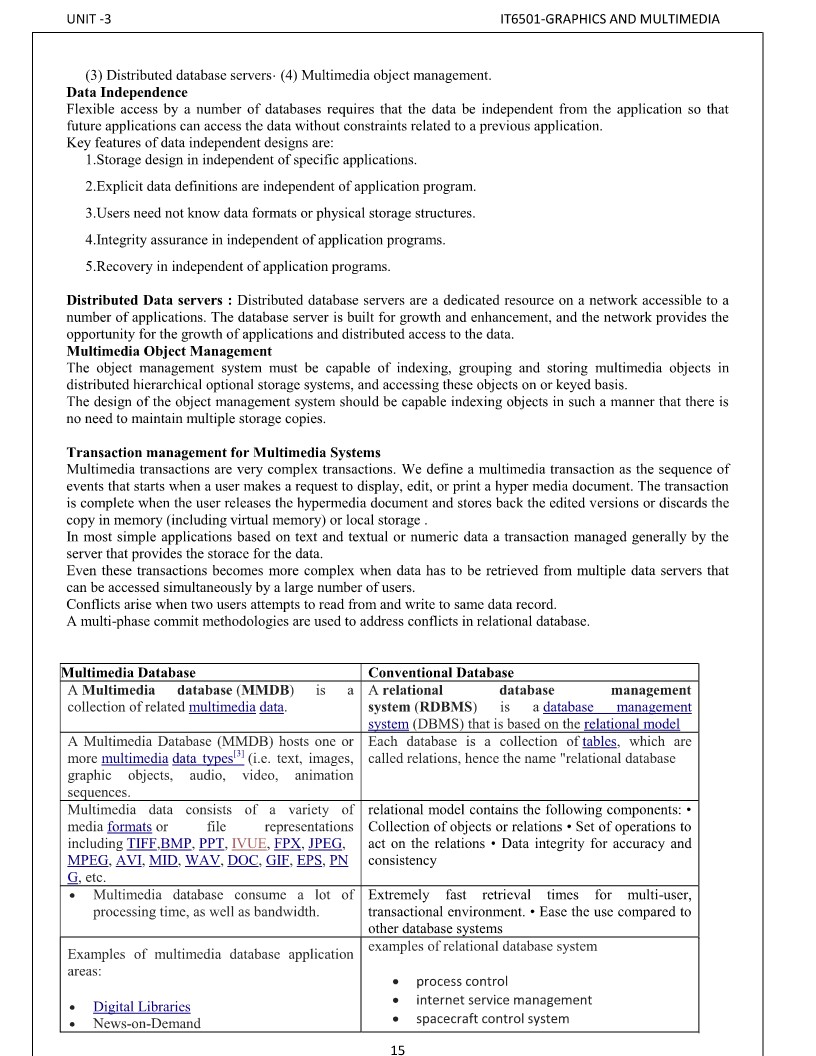 UNIT -3 IT6501-GRAPHICS AND MULTIMEDIA
(3) Distributed database servers· (4) Multimedia object management.
Data Independence
Flexible access by a number of databases requires that the data be independent from the application so that
future applications can access the data without constraints related to a previous application.
Key features of data independent designs are:
1.Storage design in independent of specific applications.
2.Explicit data definitions are independent of application program.
3.Users need not know data formats or physical storage structures.
4.Integrity assurance in independent of application programs.
5.Recovery in independent of application programs.
Distributed Data servers : Distributed database servers are a dedicated resource on a network accessible to a
number of applications. The database server is built for growth and enhancement, and the network provides the
opportunity for the growth of applications and distributed access to the data.
Multimedia Object Management
The object management system must be capable of indexing, grouping and storing multimedia objects in
distributed hierarchical optional storage systems, and accessing these objects on or keyed basis.
The design of the object management system should be capable indexing objects in such a manner that there is
no need to maintain multiple storage copies.
Transaction management for Multimedia Systems
Multimedia transactions are very complex transactions. We define a multimedia transaction as the sequence of
events that starts when a user makes a request to display, edit, or print a hyper media document. The transaction
is complete when the user releases the hypermedia document and stores back the edited versions or discards the
copy in memory (including virtual memory) or local storage .
In most simple applications based on text and textual or numeric data a transaction managed generally by the
server that provides the storace for the data.
Even these transactions becomes more complex when data has to be retrieved from multiple data servers that
can be accessed simultaneously by a large number of users.
Conflicts arise when two users attempts to read from and write to same data record.
A multi-phase commit methodologies are used to address conflicts in relational database.
Multimedia Database
Conventional Database
A Multimedia database (MMDB) is a
collection of related multimedia data.
A relational database management
system (RDBMS) is a database management
system (DBMS) that is based on the relational model
A Multimedia Database (MMDB) hosts one or
more multimedia data types[3] (i.e. text, images,
graphic objects, audio, video, animation
sequences.
Each database is a collection of tables, which are
called relations, hence the name "relational database
Multimedia data consists of a variety of
media formats or file representations
including TIFF,BMP, PPT, IVUE, FPX, JPEG,
MPEG, AVI, MID, WAV, DOC, GIF, EPS, PN
G, etc.
relational model contains the following components: •
Collection of objects or relations • Set of operations to
act on the relations • Data integrity for accuracy and
consistency
• Multimedia database consume a lot of
processing time, as well as bandwidth.
Extremely fast retrieval times for multi-user,
transactional environment. • Ease the use compared to
other database systems
Examples of multimedia database application
areas:
• Digital Libraries
• News-on-Demand
examples of relational database system
• process control
• internet service management
• spacecraft control system
15